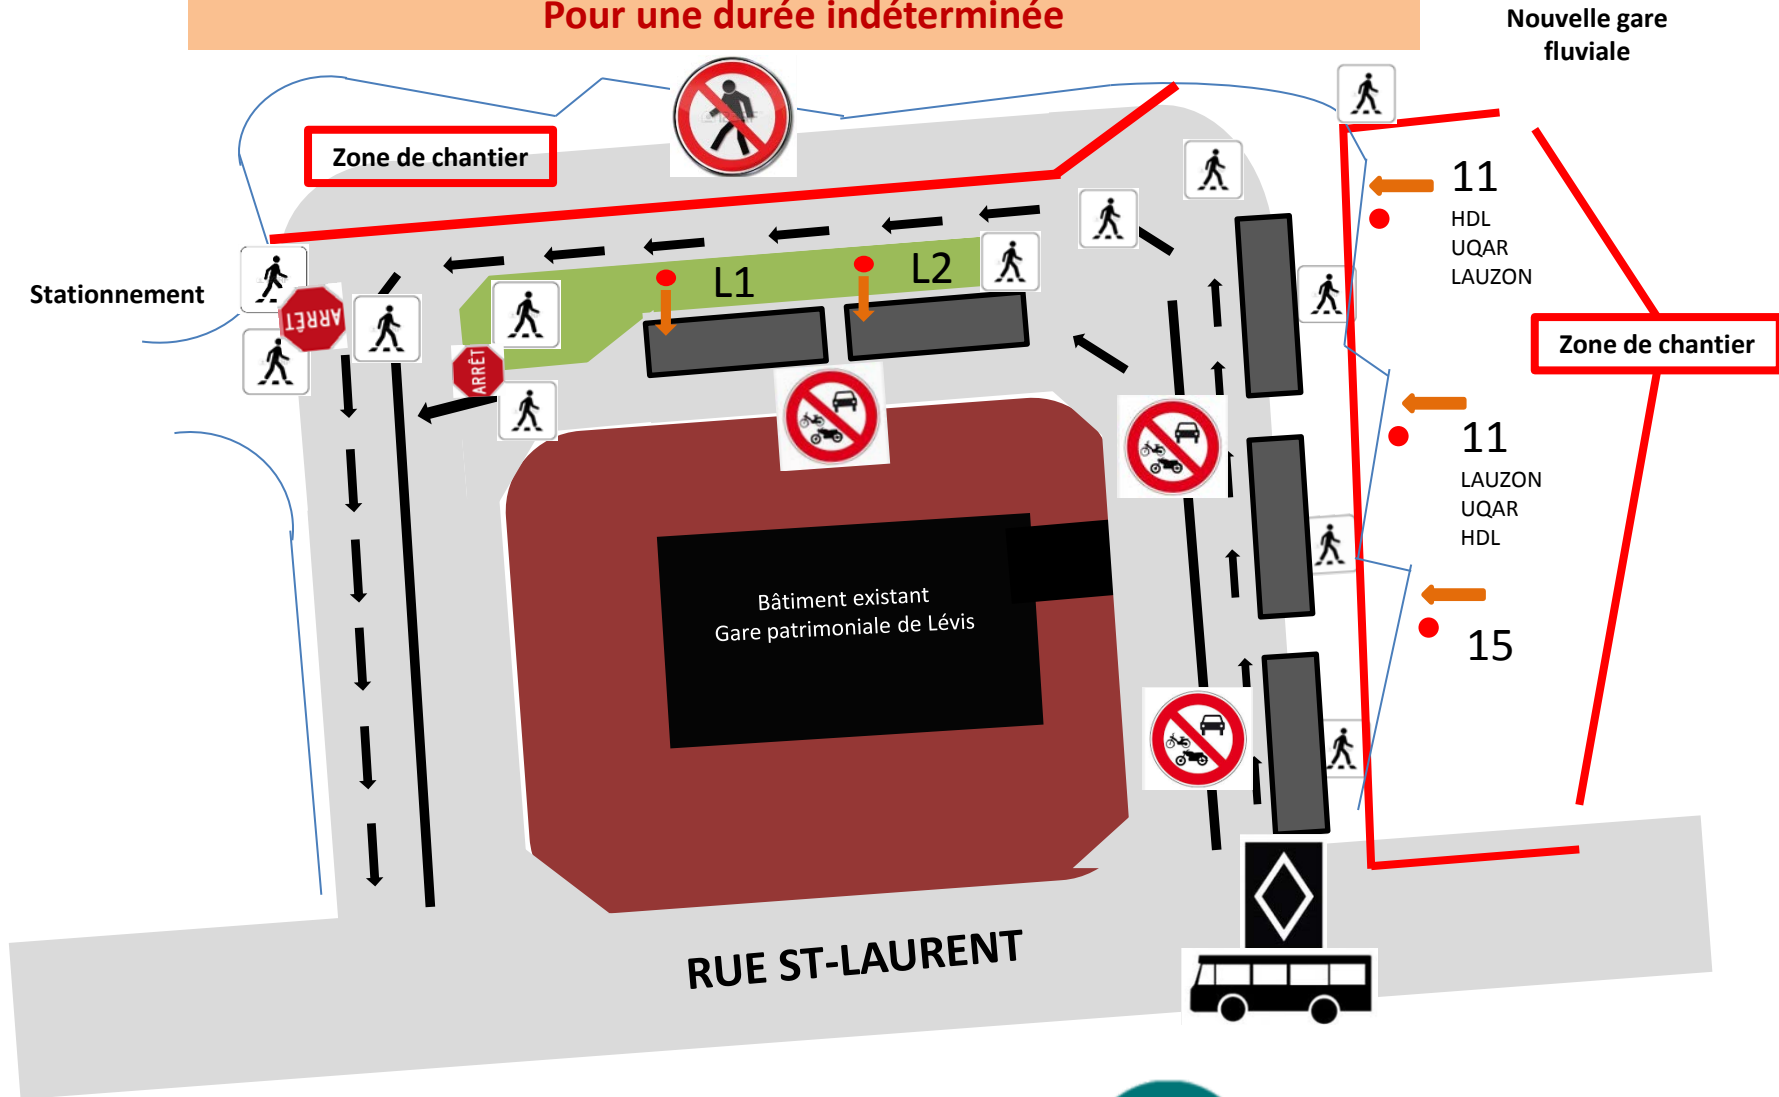 Pour une durée indéterminée
Nouvelle gare
fluviale
Zone de chantier
11
HDL
UQAR
LAUZON
Stationnement
ARRÊT
L1
L2
ARRÊT
Zone de chantier
11
LAUZON
UQAR
HDL
Bâtiment existant
Gare patrimoniale de Lévis
15
RUE ST-LAURENT